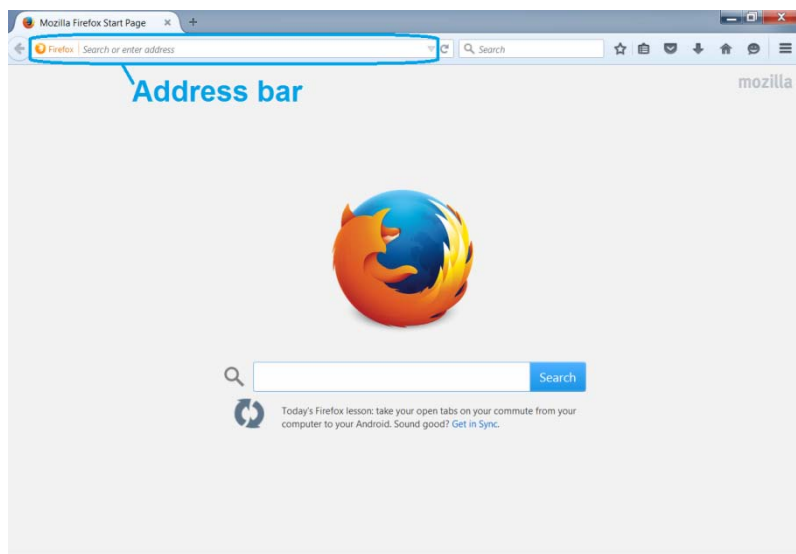 Mozilla Firefox Start Page
Firefox Search or enter address
Search
Address bar
mozilla
Search
Today's Firefox lesson: take your open tabs on your commute from your
computer to your Android. Sound good? Get in Sync.